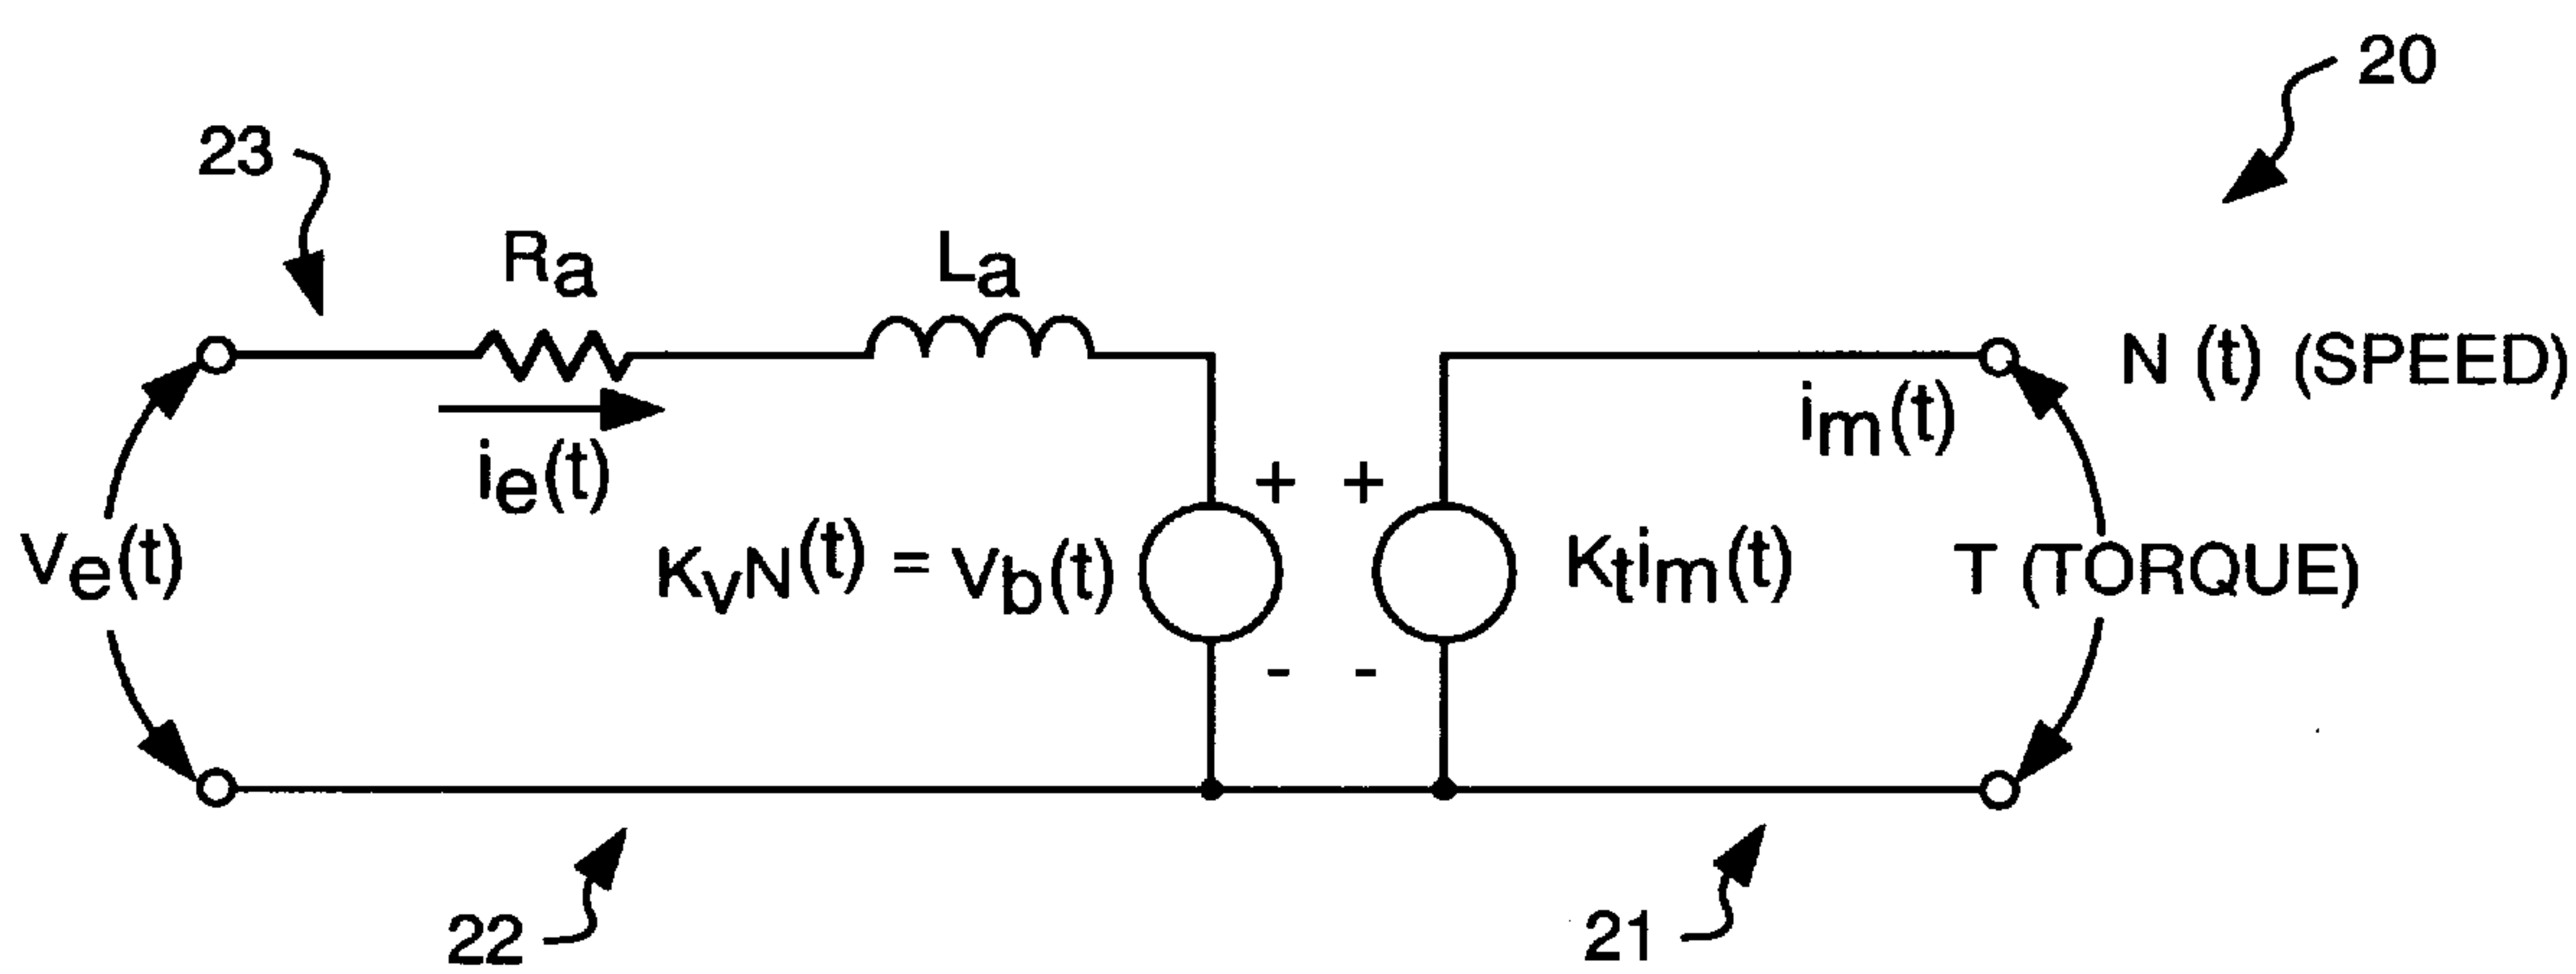 20
23
Ra
La
N (t) (SPEED)
im(t)
ie(t)
+ +
Ve(t)
KvN(t) = Vb(t)
Ktim(t)
T (TORQUE)
- -
22
21